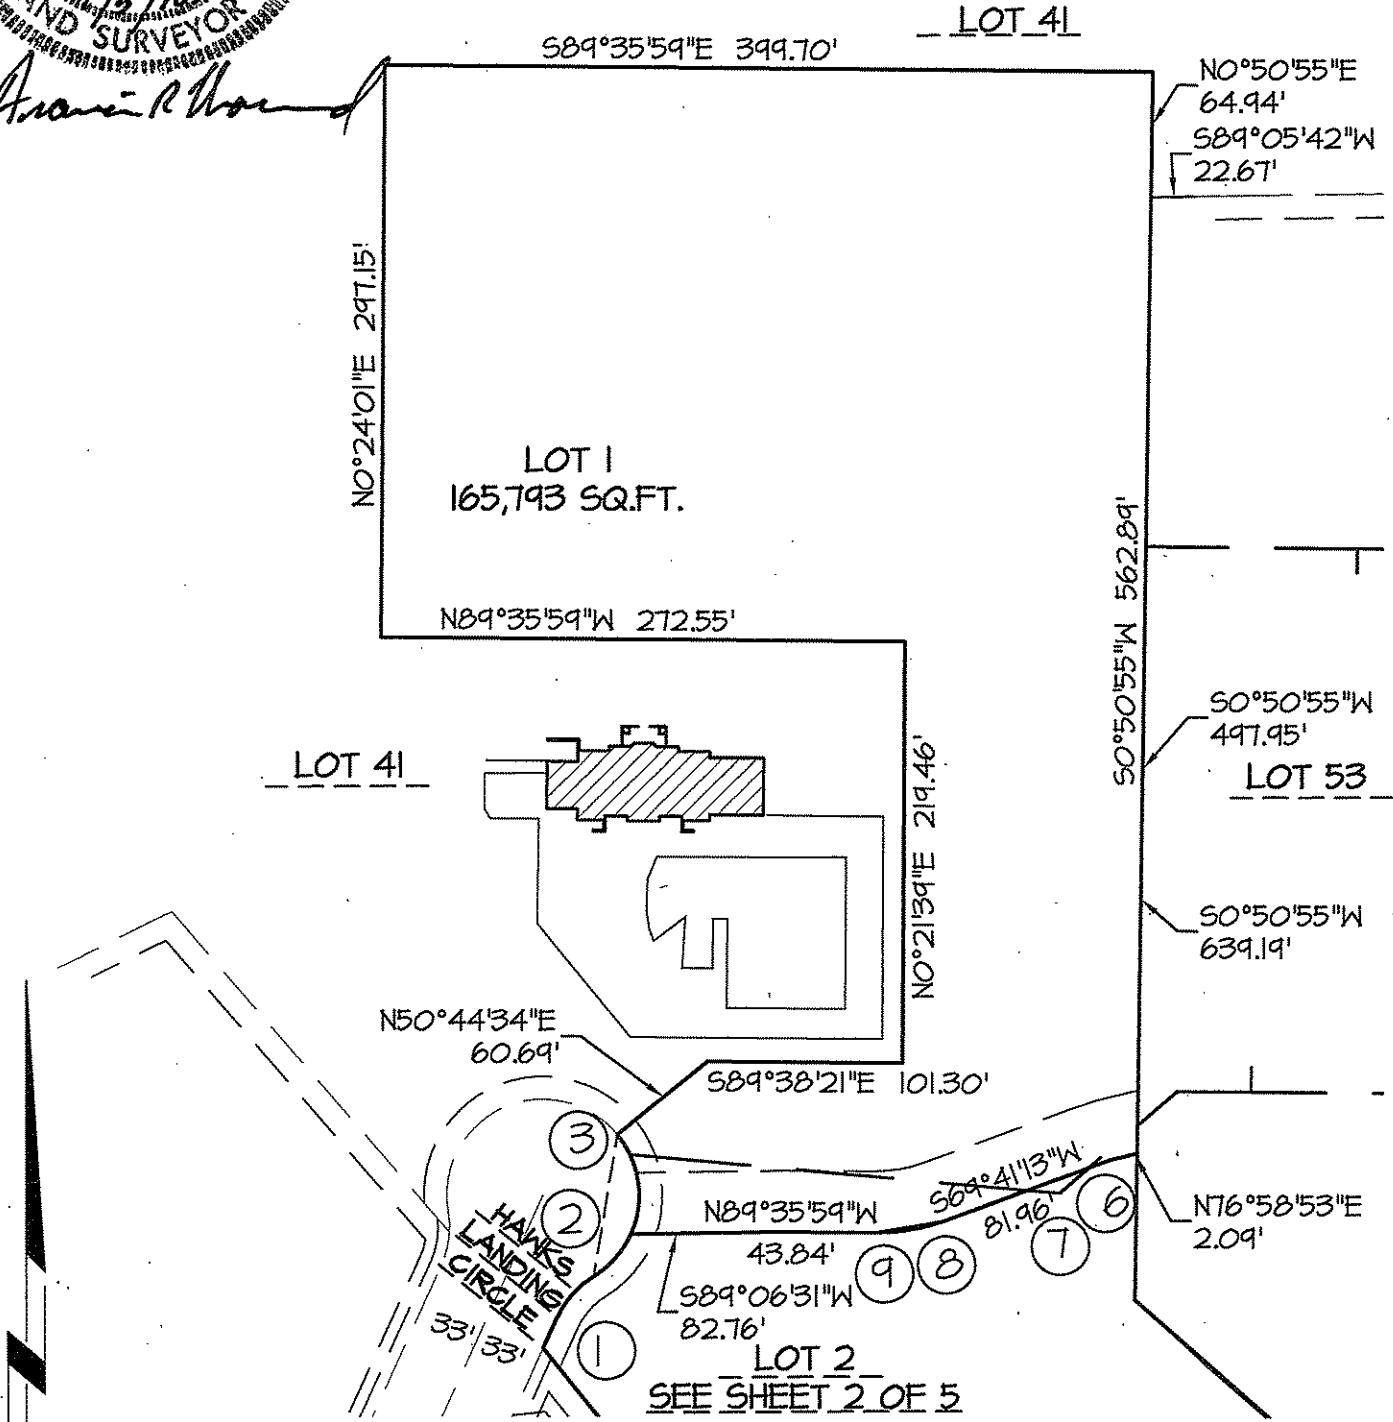 AND SURVEYOR
LOT 41
S89°35'59"E 399.70'
N0°50'55"E
64.94'
S89°05'42"W
22.67'
N0°24'01"E 297.15'
LOT 1
165,793 SQ.FT.
S0°50'55"W 562.89'
N89°35'59"W 272.55'
S0°50'55"W
497.95'
LOT 41
LOT 53
N0°21'39"E 219.46'
S0°50'55"W
639.19'
N50°44'34"E
60.69'
S89°38'21"E 101.30'
3
S69°41'13"W
81.96'
N76°58'53"E
2.09'
2
N89°35'59"W
43.84'
6
7
8
9
HAWKS
LANDING
CIRCLE
33' 33'
S89°06'31"W
82.76'
1
LOT 2
SEE SHEET 2 OF 5